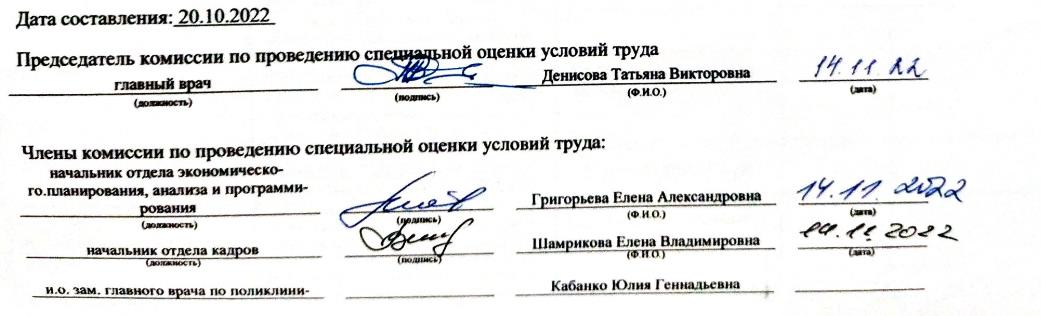 Дата составления: 20.10.2022
Председатель комиссии по проведению специальной оценки условий труда
главный врач Денисова Татьяна Викторовна 14.11.22
(должность) (подпись) (Ф.И.О.) (дата)
Члены комиссии по проведению специальной оценки условий труда:
начальник отдела экономическо-
го.планирования, анализа и программи-
рования Григорьева Елена Александровна 14.11.2022
(должность) (подпись) (Ф.И.О.) (дата)
начальник отдела кадров Шамрикова Елена Владимировна 14.11.2022
(должность) (подпись) (Ф.И.О.) (дата)
и.о. зам. главного врача по поликлини- Кабанко Юлия Геннадьевна